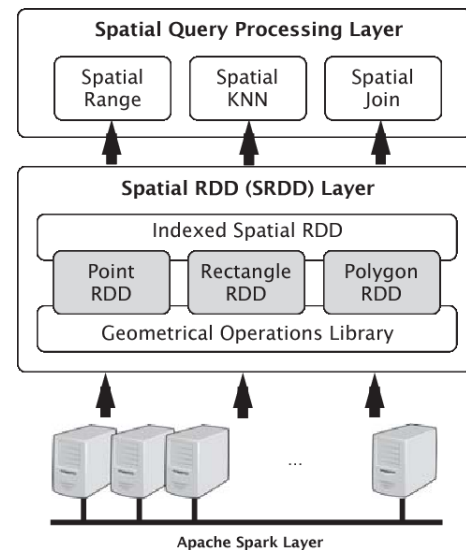 Spatial Query Processing Layer
Spatial
Range
Spatial
KNN
Spatial
Join
Spatial RDD (SRDD) Layer
Indexed Spatial RDD
Point
RDD
Rectangle
RDD
Polygon
RDD
Geometrical Operations Library
...
Apache Spark Layer